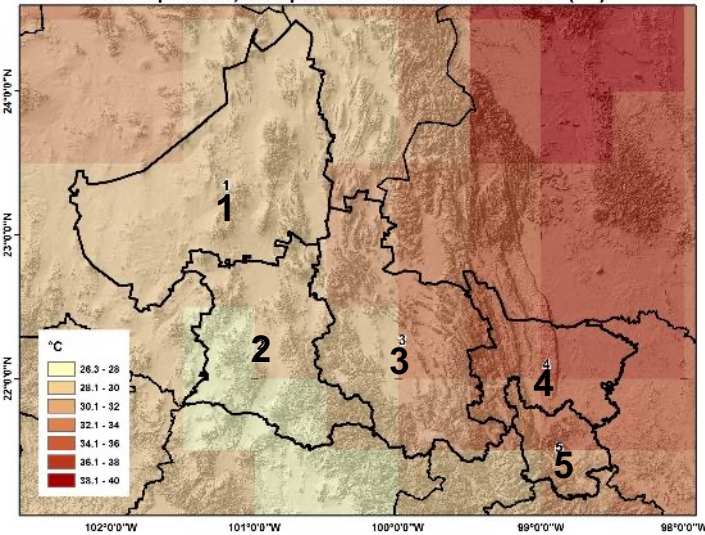 24°0'0"N
23°0'0"N
22°0'0"N
1
1
2
3
3
4
4
5
5
°C
26.3 - 28
28.1 - 30
30.1 - 32
32.1 - 34
34.1 - 36
36.1 - 38
38.1 - 40
102°0'0"W
101°0'0"W
100°0'0"W
99°0'0"W
98°0'0"W